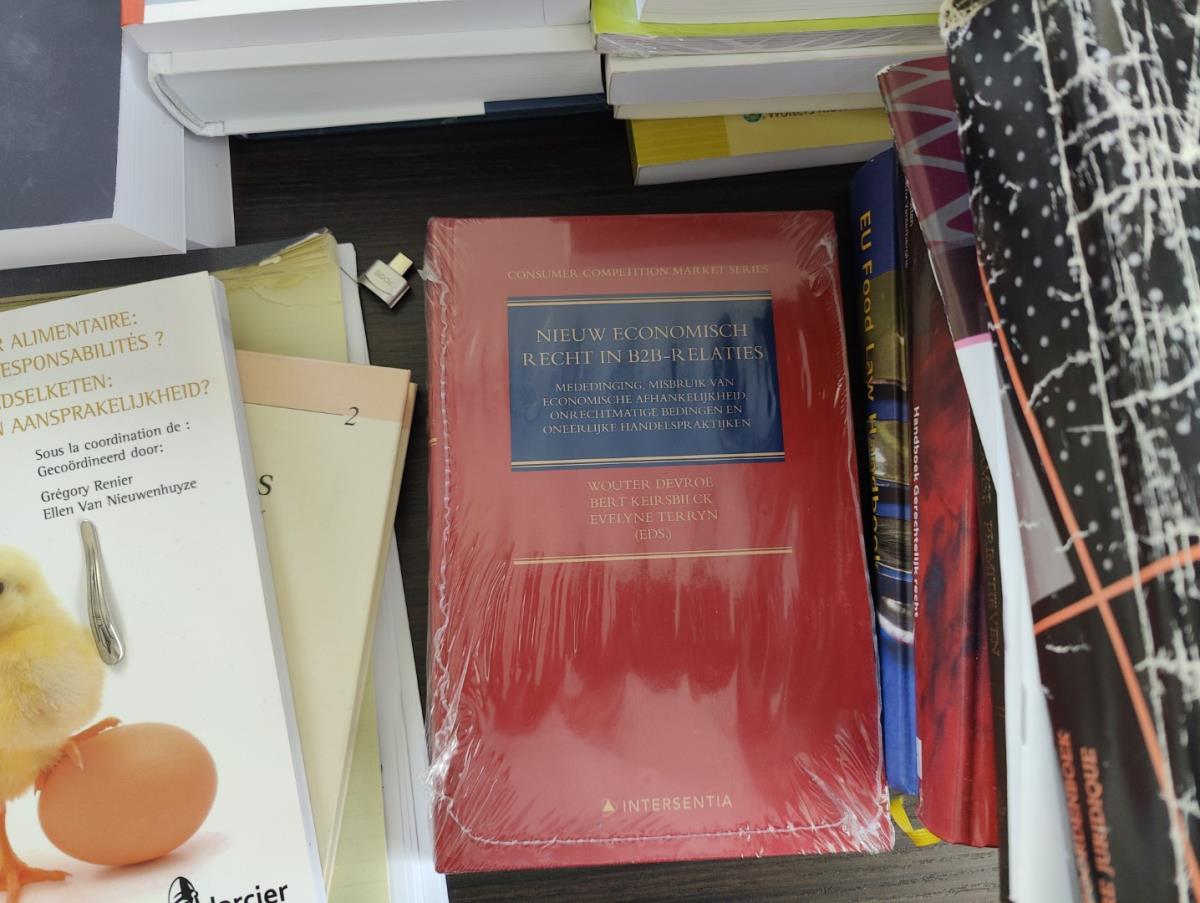 R ALIMENTAIRE:
ESPONSABILITÉS ?
AANSPRAKELIJKHEID?
Sous la coordination de :
Gecoördineerd door:
Grégory Renier
Ellen Van Nieuwenhuyze
2
CONSUMER COMPETITION MARKET SERIES
NIEUW ECONOMISCH
RECHT IN B2B-RELATIES
MEDEDINGING, MISBRUIK VAN
ECONOMISCHE AFHANKELIJKHEID,
ONRECHTMATIGE BEDINGEN EN
ONEERLIJKE HANDELSPRAKTIJKEN
WOUTER DEVROE
BERT KEIRSBILCK
EVELYNE TERRYN
(EDS.)
INTERSENTIA
EU Food Law Handbook
Handboek Gerechtelijk recht
JURIDIQUE